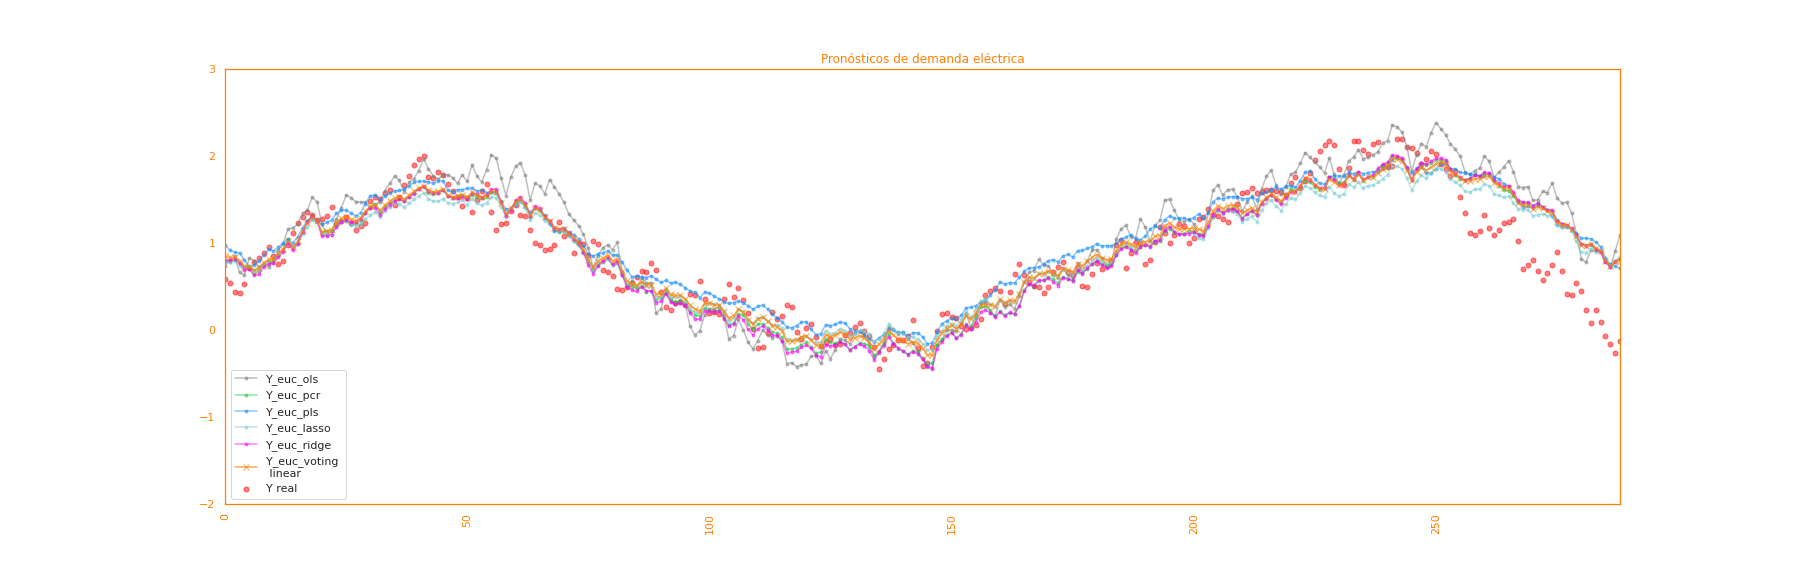 Pronósticos de demanda eléctrica
3
2
1
0
−1
−2
Y_euc_ols
Y_euc_pcr
Y_euc_pls
Y_euc_lasso
Y_euc_ridge
Y_euc_voting
linear
Y real
0
50
100
150
200
250